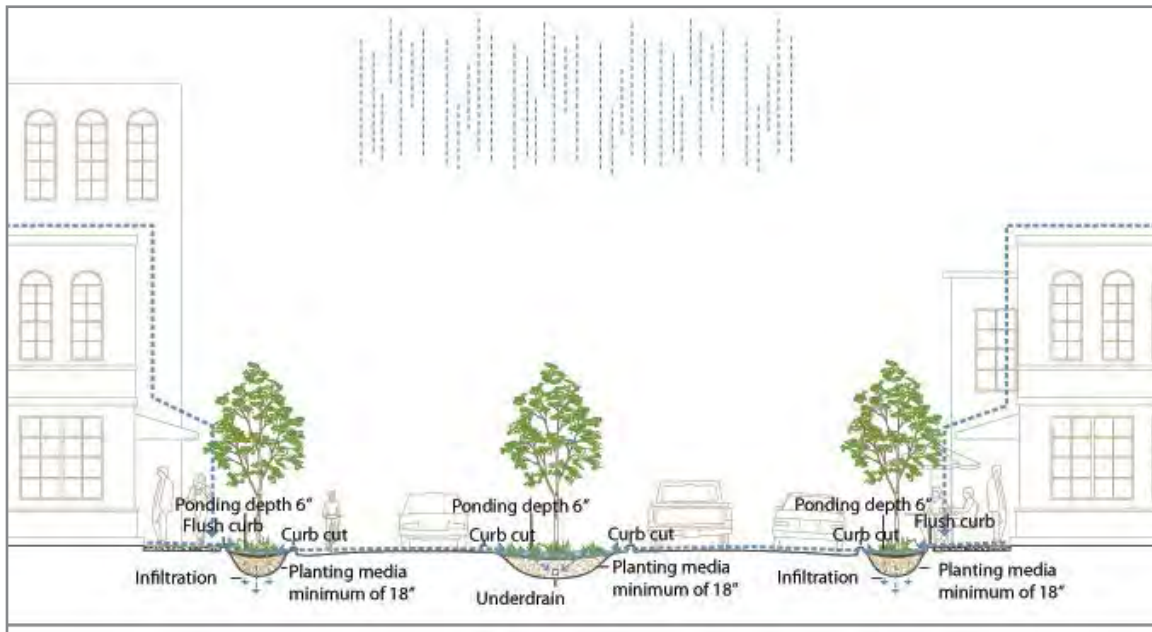 Ponding depth 6"
Flush curb
Curb cut
Infiltration
Planting media
minimum of 18"
Ponding depth 6"
Curb cut
Curb cut
Underdrain
Planting media
minimum of 18"
Ponding depth 6"
Flush curb
Curb cut
Infiltration
Planting media
minimum of 18"